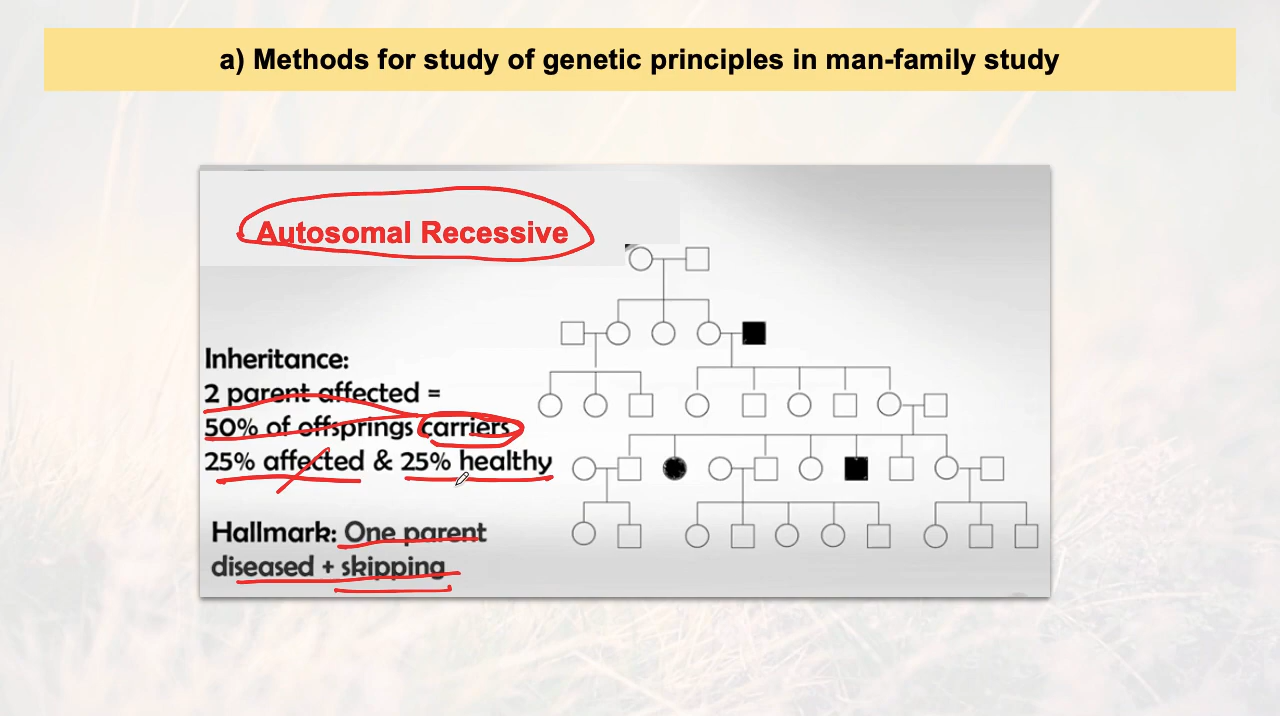 a) Methods for study of genetic principles in man-family study
Autosomal Recessive
Inheritance:
2 parent affected =
50% of offsprings carriers
25% affected & 25% healthy
Hallmark: One parent
diseased + skipping